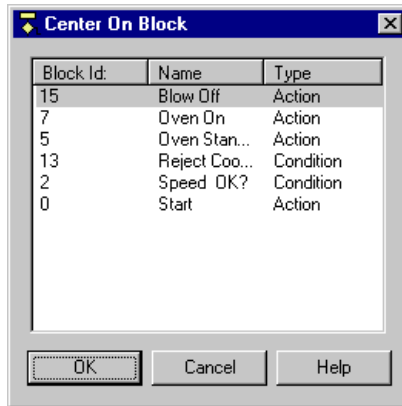 Center On Block
Block Id: Name Type
15 Blow Off Action
7 Oven On Action
5 Oven Stan... Action
13 Reject Coo... Condition
2 Speed OK? Condition
0 Start Action
OK Cancel Help